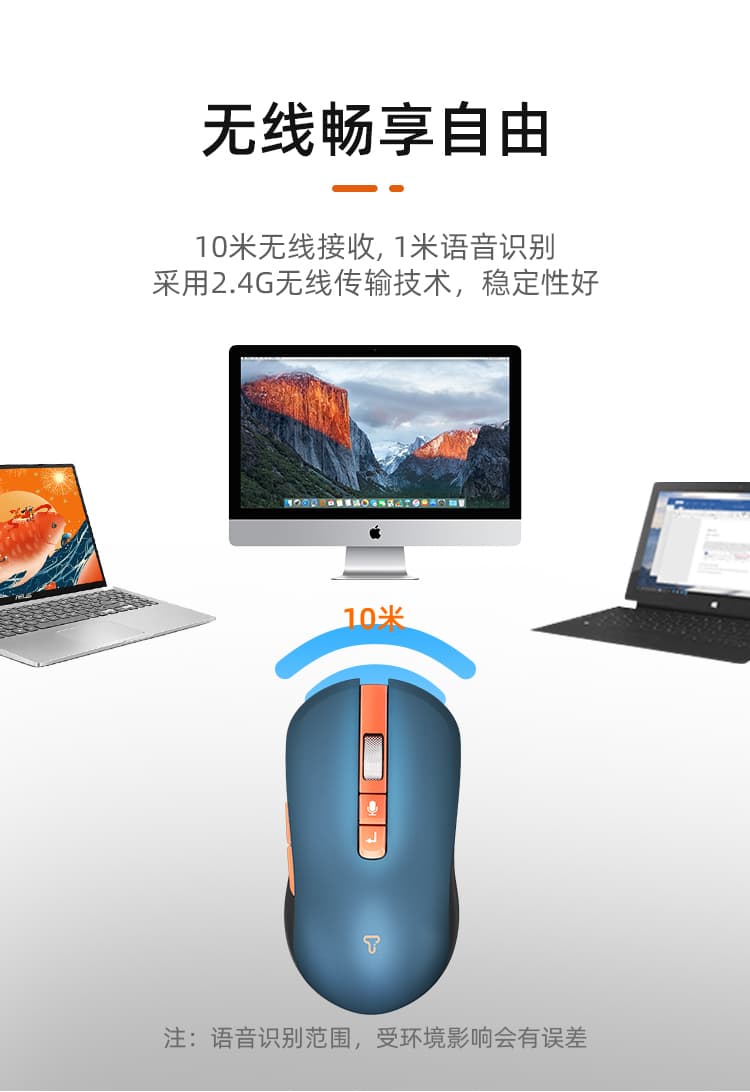 无线畅享自由
10米无线接收, 1米语音识别
采用2.4G无线传输技术，稳定性好
10米
注：语音识别范围，受环境影响会有误差